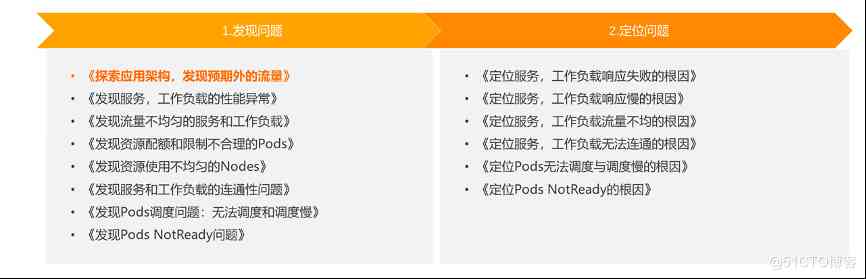 1.发现问题
2.定位问题
• 《探索应用架构，发现预期外的流量》
• 《发现服务，工作负载的性能异常》
• 《发现流量不均匀的服务和工作负载》
• 《发现资源配额和限制不合理的Pods》
• 《发现资源使用不均匀的Nodes》
• 《发现服务和工作负载的连通性问题》
• 《发现Pods调度问题：无法调度和调度慢》
• 《发现Pods NotReady问题》
• 《定位服务，工作负载响应失败的根因》
• 《定位服务，工作负载响应慢的根因》
• 《定位服务，工作负载流量不均的根因》
• 《定位服务，工作负载无法连通的根因》
• 《定位Pods无法调度与调度慢的根因》
• 《定位Pods NotReady的根因》
@51CTO博客